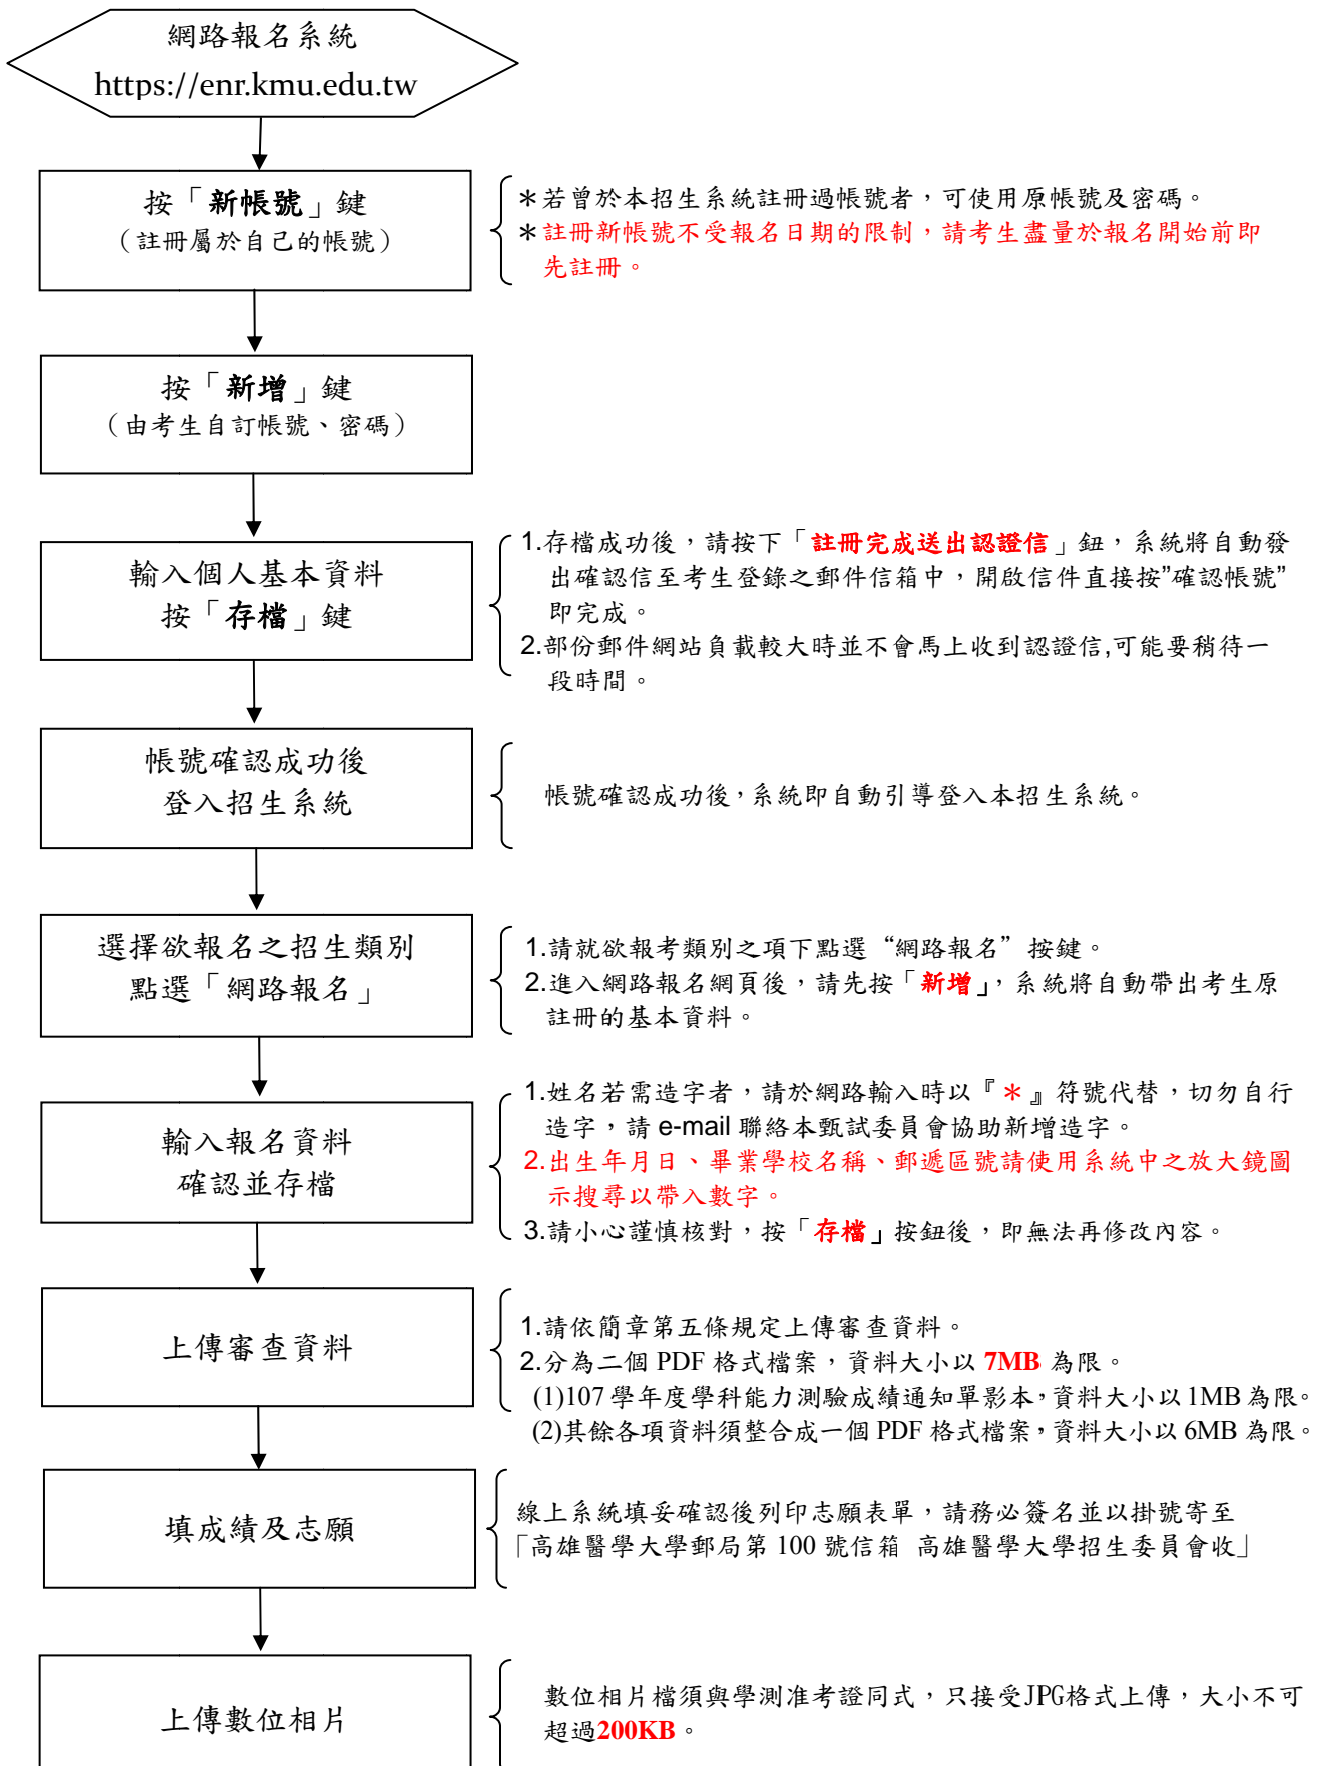 網路報名系統
https://enr.kmu.edu.tw
按「新帳號」鍵
（註冊屬於自己的帳號）
＊若曾於本招生系統註冊過帳號者，可使用原帳號及密碼。
＊註冊新帳號不受報名日期的限制，請考生盡量於報名開始前即
先註冊。
按「新增」鍵
（由考生自訂帳號、密碼）
輸入個人基本資料
按「存檔」鍵
1.存檔成功後，請按下「註冊完成送出認證信」鈕，系統將自動發
出確認信至考生登錄之郵件信箱中，開啟信件直接按”確認帳號”
即完成。
2.部份郵件網站負載較大時並不會馬上收到認證信,可能要稍待一
段時間。
帳號確認成功後
登入招生系統
帳號確認成功後，系統即自動引導登入本招生系統。
選擇欲報名之招生類別
點選「網路報名」
1.請就欲報考類別之項下點選“網路報名”按鍵。
2.進入網路報名網頁後，請先按「新增」，系統將自動帶出考生原
註冊的基本資料。
輸入報名資料
確認並存檔
1.姓名若需造字者，請於網路輸入時以『＊』符號代替，切勿自行
造字，請 e-mail 聯絡本甄試委員會協助新增造字。
2.出生年月日、畢業學校名稱、郵遞區號請使用系統中之放大鏡圖
示搜尋以帶入數字。
3.請小心謹慎核對，按「存檔」按鈕後，即無法再修改內容。
上傳審查資料
1.請依簡章第五條規定上傳審查資料。
2.分為二個 PDF 格式檔案，資料大小以 7MB 為限。
(1)107 學年度學科能力測驗成績通知單影本，資料大小以 1MB 為限。
(2)其餘各項資料須整合成一個 PDF 格式檔案，資料大小以 6MB 為限。
填成績及志願
線上系統填妥確認後列印志願表單，請務必簽名並以掛號寄至
「高雄醫學大學郵局第 100 號信箱 高雄醫學大學招生委員會收」
上傳數位相片
數位相片檔須與學測准考證同式，只接受JPG格式上傳，大小不可
超過200KB。